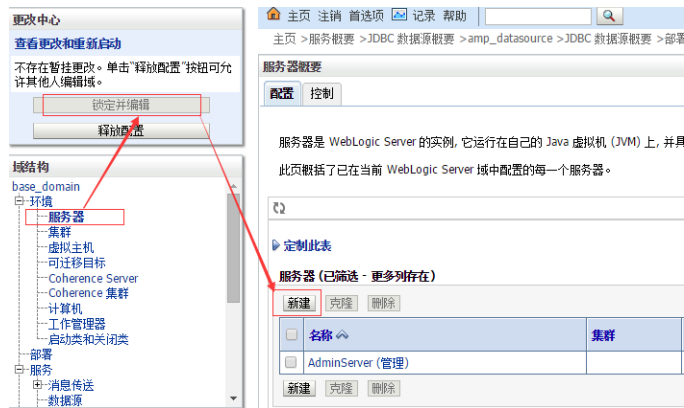 更改中心
查看更改和重新启动
不存在暂挂更改。单击"释放配置"按钮可允
许其他人编辑域。
锁定并编辑
释放配置
域结构
base_domain
环境
服务器
集群
虚拟主机
可迁移目标
Coherence Server
Coherence 集群
计算机
工作管理器
启动类和关闭类
部署
服务
消息传送
数据源
主页 注销 首选项 记录 帮助
主页 >服务概要 >JDBC 数据源概要 >amp_datasource >JDBC 数据源概要 >部署
服务器概要
配置 控制
服务器是 WebLogic Server 的实例, 它运行在自己的 Java 虚拟机 (JVM) 上, 并具
此页概括了已在当前 WebLogic Server 域中配置的每一个服务器。
定制此表
服务器 (已筛选 - 更多列存在)
新建 克隆 删除
名称 集群
AdminServer (管理)
新建 克隆 删除